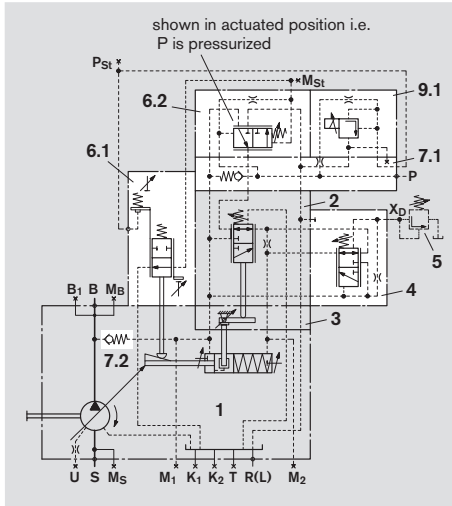 shown in actuated position i.e.
P is pressurized
PSt
MSt
6.2
9.1
6.1
7.1
P
2
XD
5
B1 B MB
4
3
7.2
1
U S MS M1 K1 K2 T R(L) M2